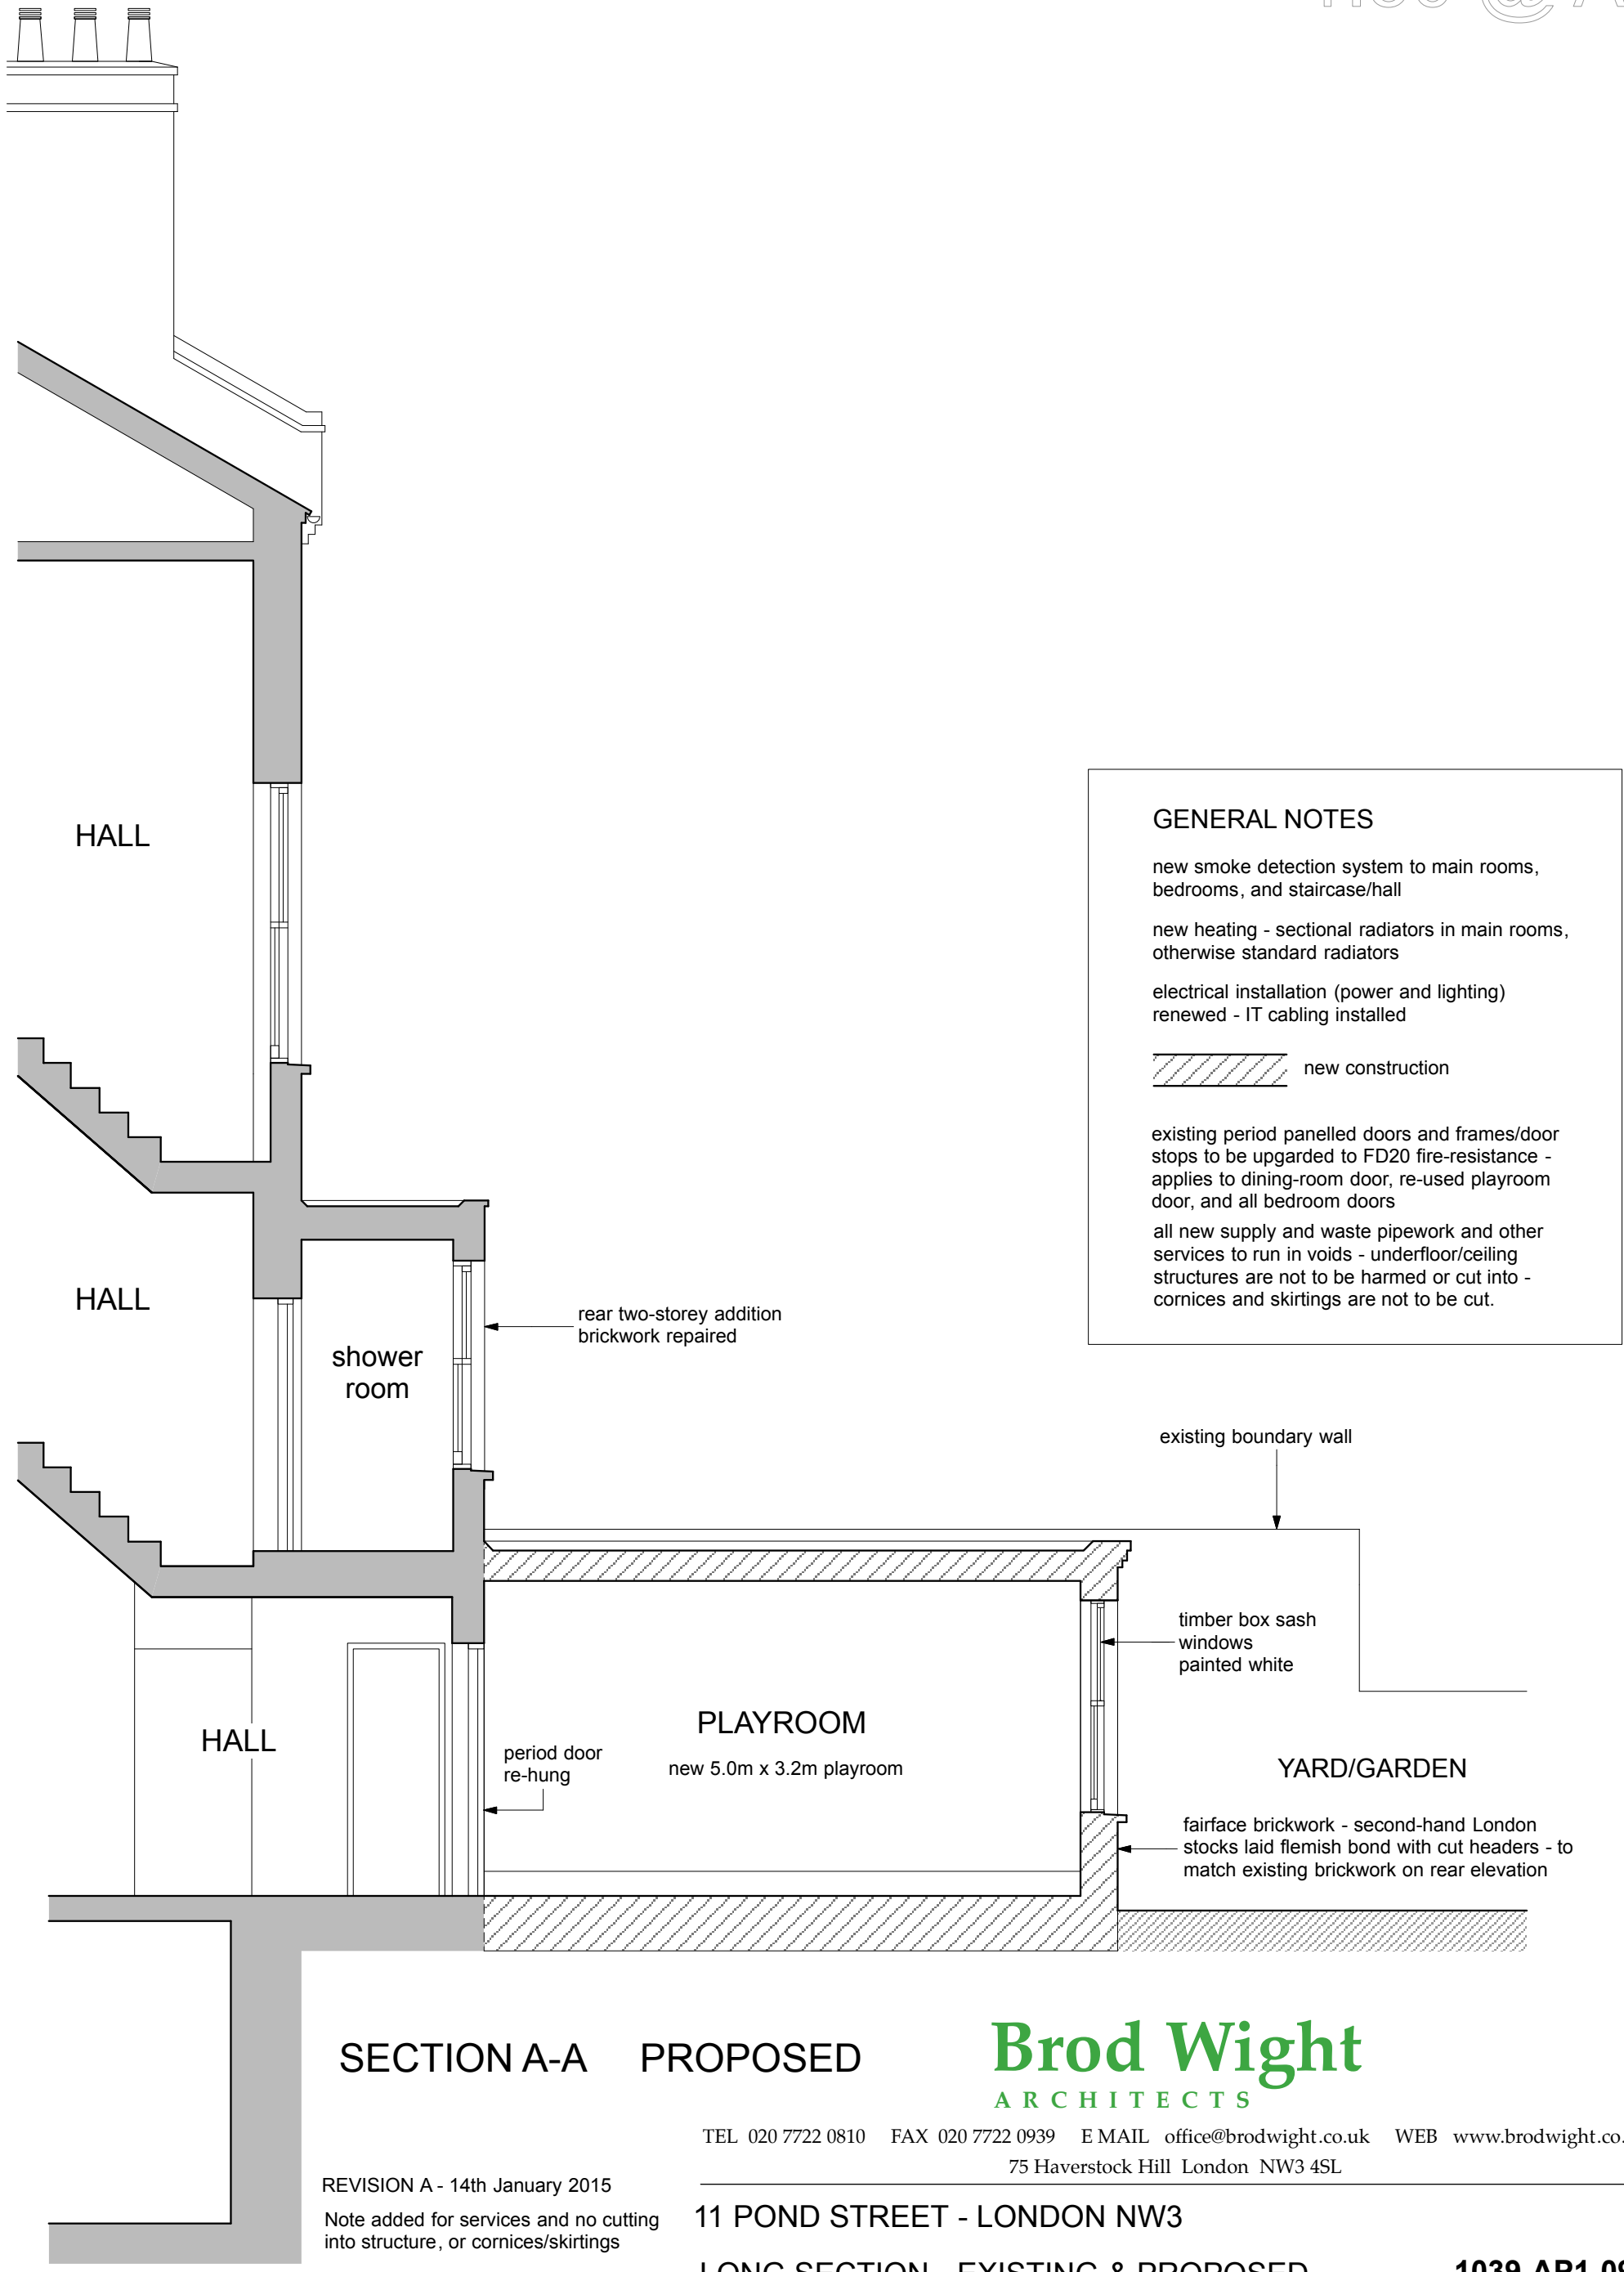 HALL
GENERAL NOTES
new smoke detection system to main rooms,
bedrooms, and staircase/hall
new heating - sectional radiators in main rooms,
otherwise standard radiators
electrical installation (power and lighting)
renewed - IT cabling installed
new construction
existing period panelled doors and frames/door
stops to be upgarded to FD20 fire-resistance -
applies to dining-room door, re-used playroom
door, and all bedroom doors
all new supply and waste pipework and other
services to run in voids - underfloor/ceiling
structures are not to be harmed or cut into -
cornices and skirtings are not to be cut.
HALL
shower
room
rear two-storey addition
brickwork repaired
existing boundary wall
timber box sash
windows
painted white
HALL
period door
re-hung
PLAYROOM
new 5.0m x 3.2m playroom
YARD/GARDEN
fairface brickwork - second-hand London
stocks laid flemish bond with cut headers - to
match existing brickwork on rear elevation
SECTION A-A PROPOSED
Brod Wight
ARCHITECTS
TEL 020 7722 0810 FAX 020 7722 0939 E MAIL office@brodwight.co.uk WEB www.brodwight.co.
75 Haverstock Hill London NW3 4SL
REVISION A - 14th January 2015
Note added for services and no cutting
into structure, or cornices/skirtings
11 POND STREET - LONDON NW3
LONG SECTION - EXISTING & PROPOSED